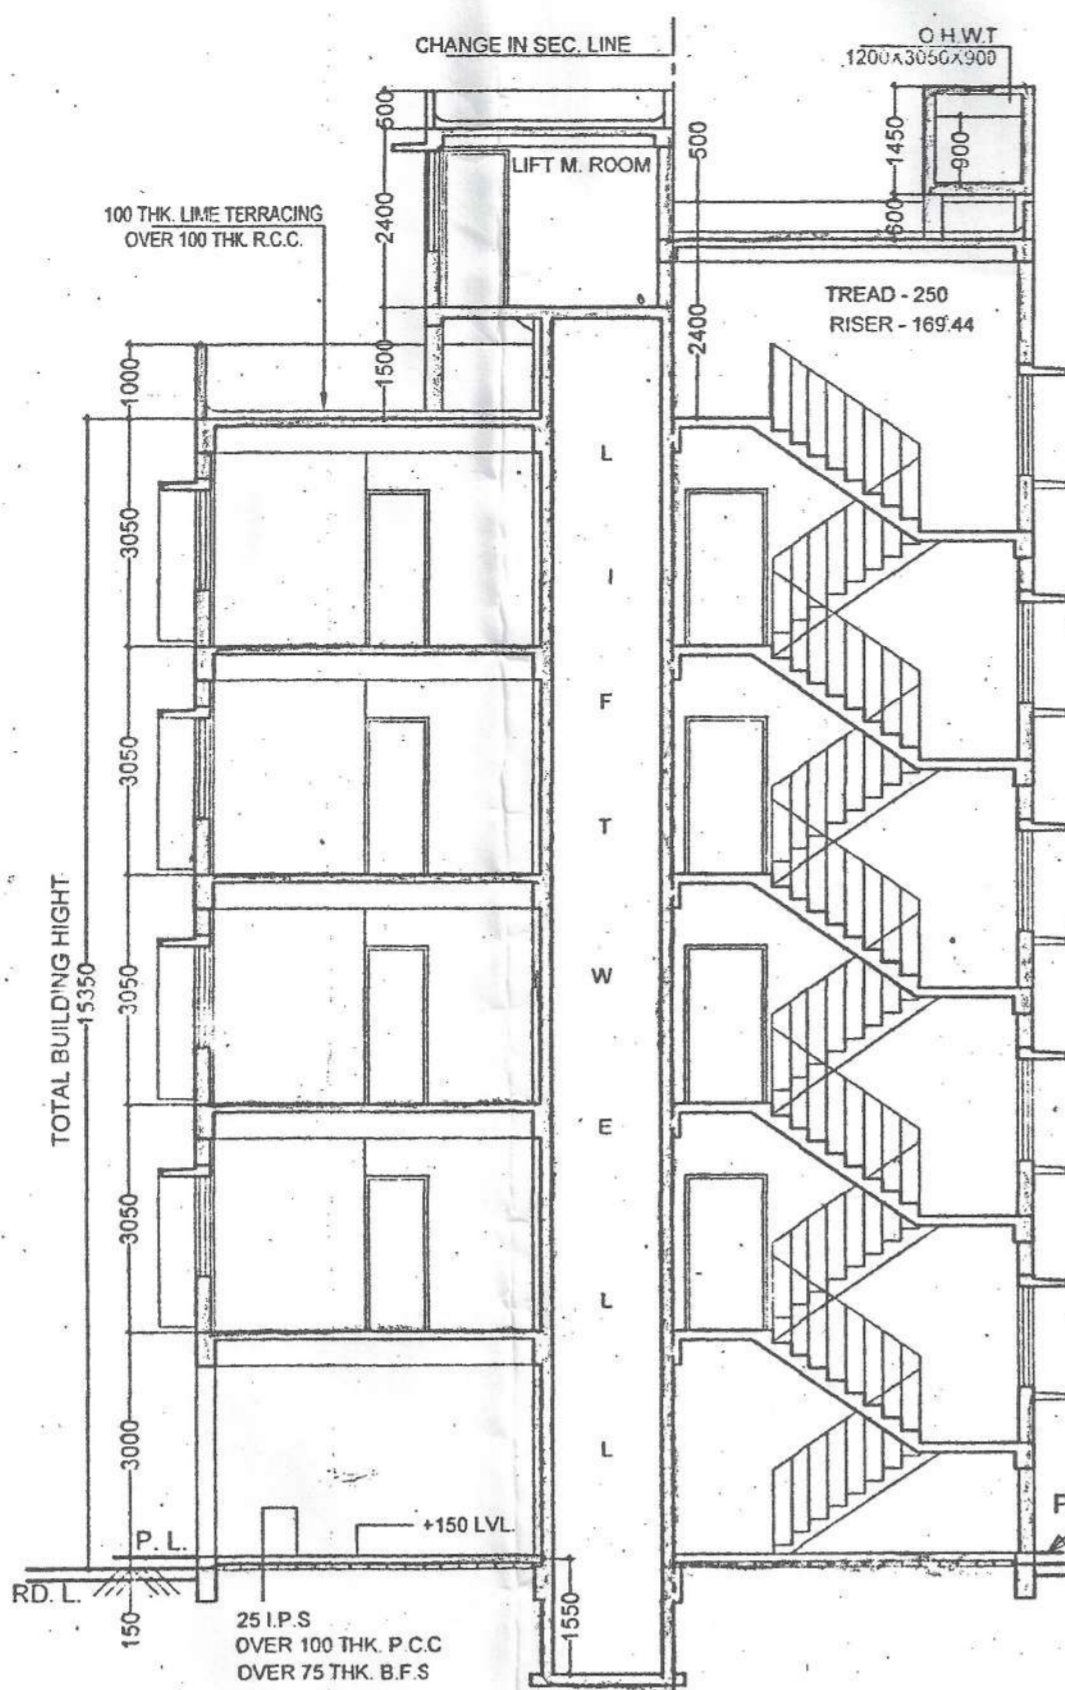 CHANGE IN SEC. LINE
O.H.W.T
1200X3050X900
500
2400
1500
LIFT M. ROOM
500
2400
1450
900
600
100 THK. LIME TERRACING
OVER 100 THK. R.C.C.
TREAD - 250
RISER - 169.44
1000
3050
3050
3050
3050
3000
150
TOTAL BUILDING HIGHT
15350
L
I
F
T
W
E
L
L
+150 LVL.
P. L.
RD. L.
P
1550
25 I.P.S
OVER 100 THK. P.C.C
OVER 75 THK. B.F.S